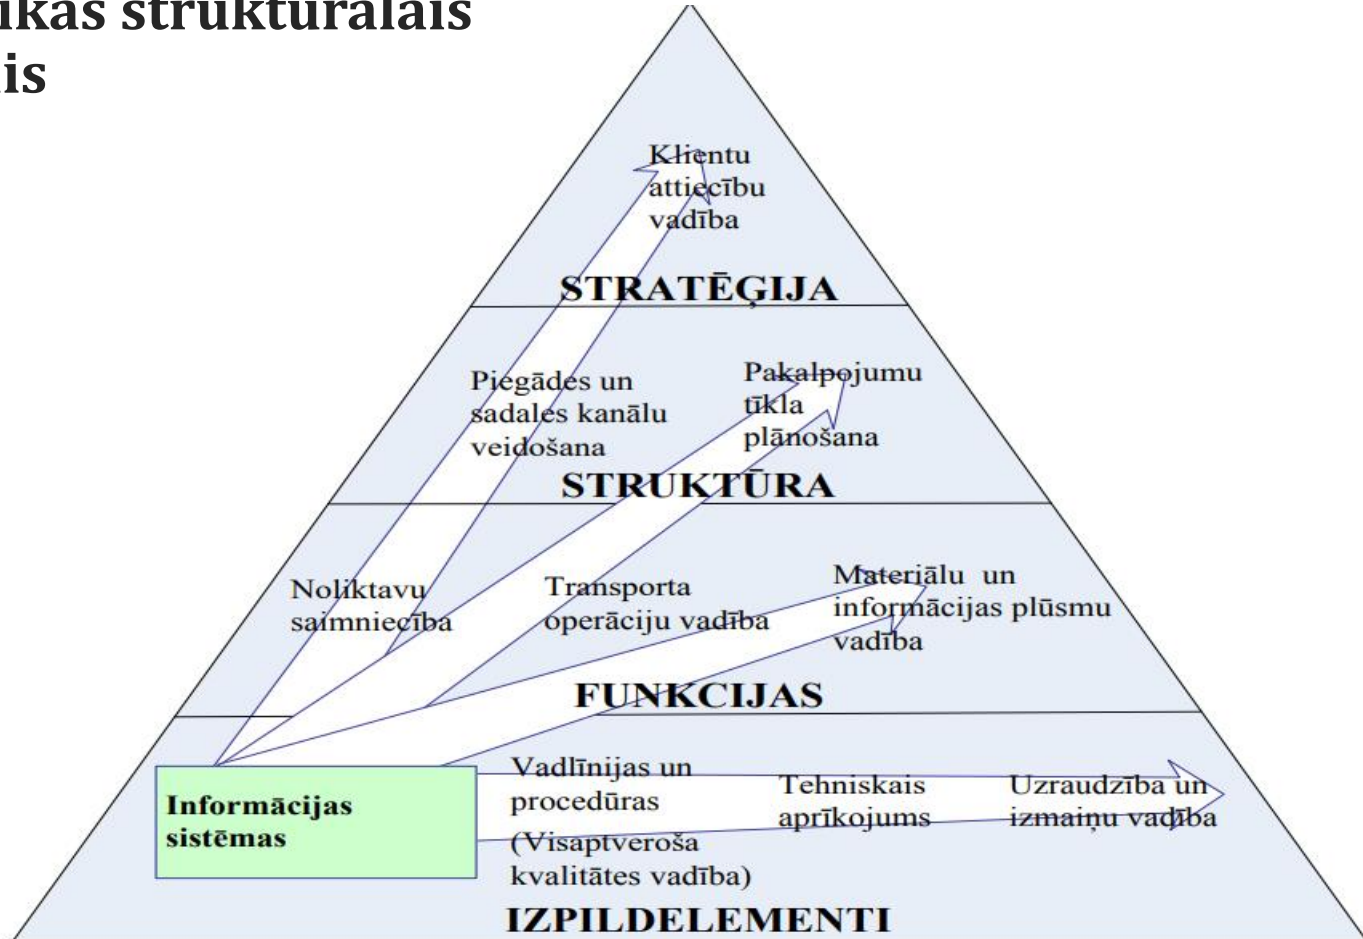 ikas strukturālais
is
Klientu
attiecību
vadība
STRATĒĢIJA
Piegādes un
sadales kanālu
veidošana
Pakalpojumu
tīkla
plānošana
STRUKTŪRA
Noliktavu
saimniecība
Transporta
operāciju vadība
Materiālu un
informācijas plūsmu
vadība
FUNKCIJAS
Informācijas
sistēmas
Vadlīnijas un
procedūras
(Visaptveroša
kvalitātes vadība)
Tehniskais
aprīkojums
Uzraudzība un
izmaiņu vadība
IZPILDELEMENTI